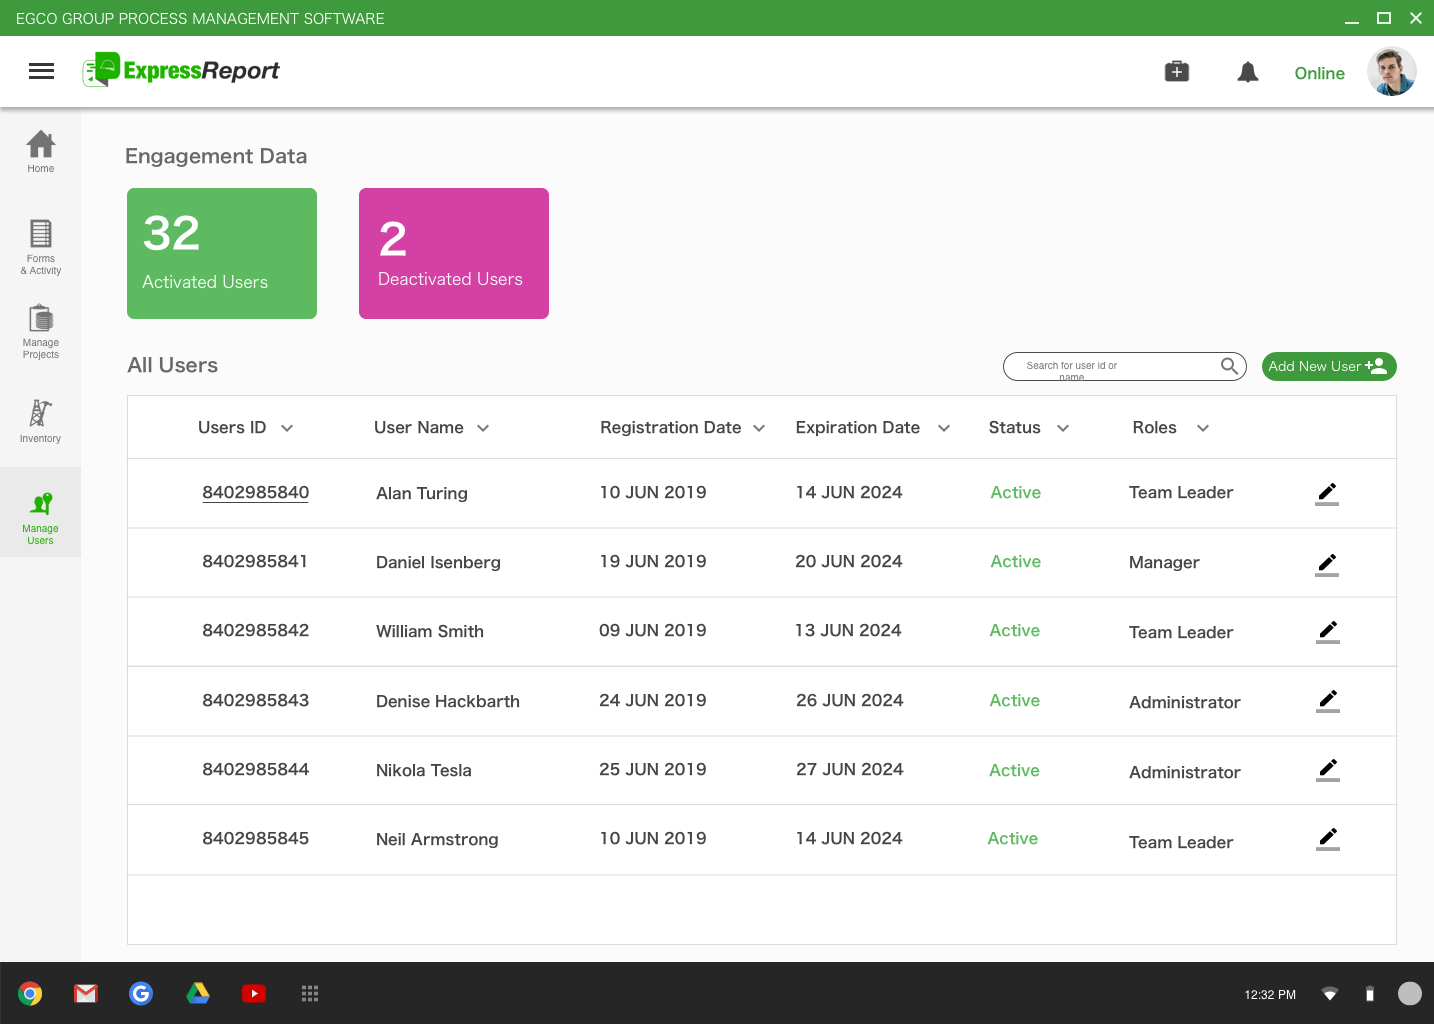 EGCO GROUP PROCESS MANAGEMENT SOFTWARE
ExpressReport
Online
Home
Forms
& Activity
Manage
Projects
Inventory
Manage
Users
Engagement Data
32
Activated Users
2
Deactivated Users
All Users
Search for user id or
name
Add New User
Users ID User Name Registration Date Expiration Date Status Roles
8402985840 Alan Turing 10 JUN 2019 14 JUN 2024 Active Team Leader
8402985841 Daniel Isenberg 19 JUN 2019 20 JUN 2024 Active Manager
8402985842 William Smith 09 JUN 2019 13 JUN 2024 Active Team Leader
8402985843 Denise Hackbarth 24 JUN 2019 26 JUN 2024 Active Administrator
8402985844 Nikola Tesla 25 JUN 2019 27 JUN 2024 Active Administrator
8402985845 Neil Armstrong 10 JUN 2019 14 JUN 2024 Active Team Leader
12:32 PM